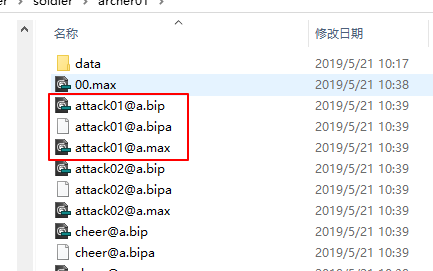 soldier › archer01 ›
名称 修改日期
data 2019/5/21 10:17
00.max 2019/5/21 10:38
attack01@a.bip 2019/5/21 10:39
attack01@a.bipa 2019/5/21 10:39
attack01@a.max 2019/5/21 10:39
attack02@a.bip 2019/5/21 10:39
attack02@a.bipa 2019/5/21 10:39
attack02@a.max 2019/5/21 10:39
cheer@a.bip 2019/5/21 10:39
cheer@a.bipa 2019/5/21 10:39